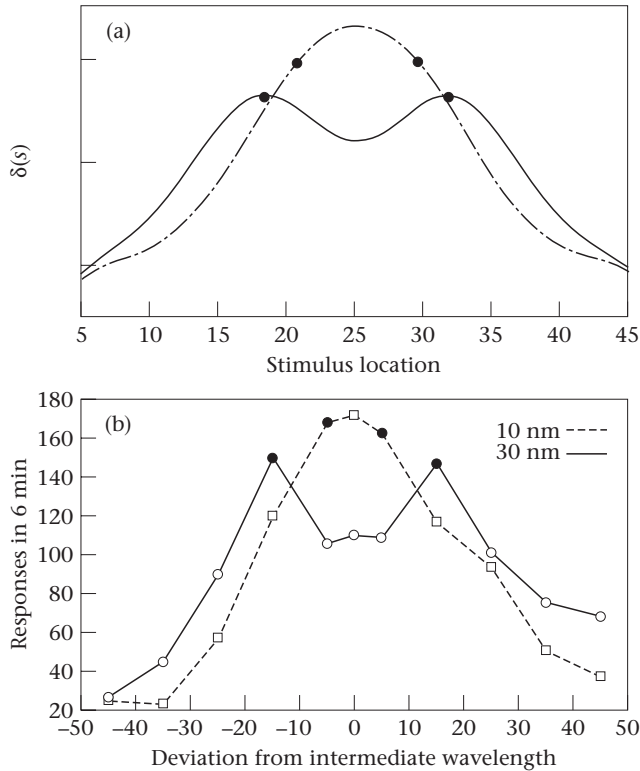 (a)
δ(s)
5 10 15 20 25 30 35 40 45
Stimulus location
(b)
10 nm
30 nm
Responses in 6 min
180
160
140
120
100
80
60
40
20
–50 –40 –30 –20 –10 0 10 20 30 40 50
Deviation from intermediate wavelength